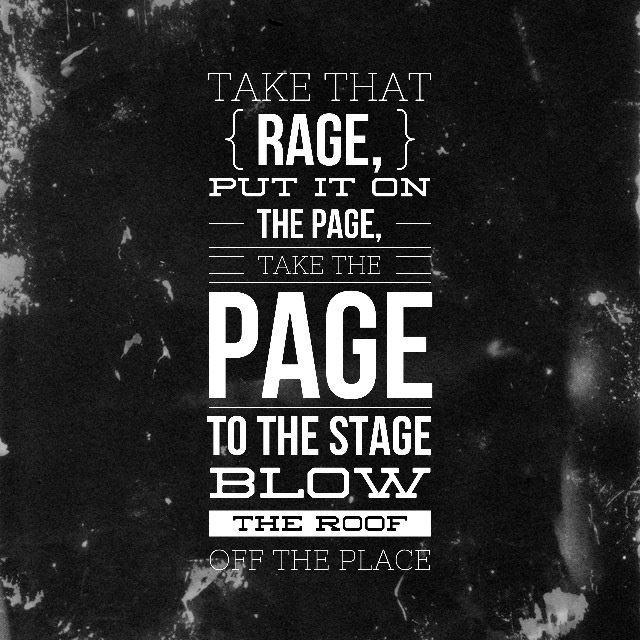 TAKE THAT
{ RAGE, }
PUT IT ON
THE PAGE,
TAKE THE
PAGE
TO THE STAGE
BLOW
THE ROOF
OFF THE PLACE